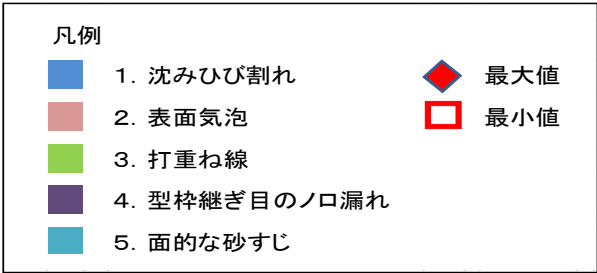 凡例
1. 沈みひび割れ
最大値
2. 表面気泡
最小値
3. 打重ね線
4. 型枠継ぎ目のノロ漏れ
5. 面的な砂すじ